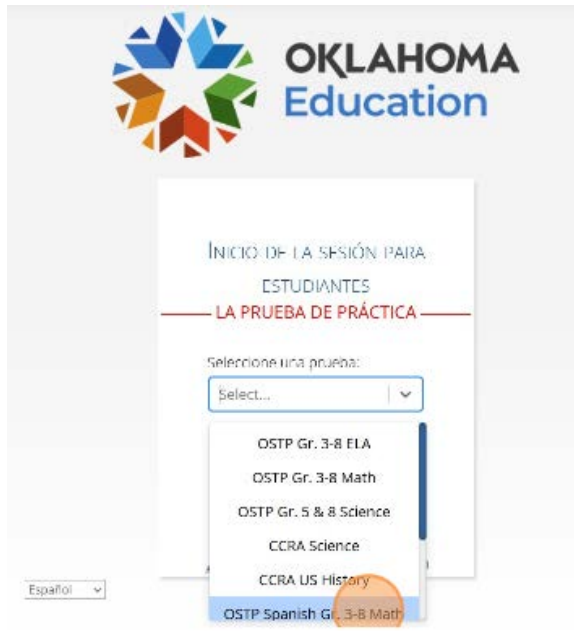 OKLAHOMA
Education
INICIO DE LA SESIÓN PARA
ESTUDIANTES
LA PRUEBA DE PRÁCTICA
Seleccione una prueba:
Select...
OSTP Gr. 3-8 ELA
OSTP Gr. 3-8 Math
OSTP Gr. 5 & 8 Science
CCRA Science
CCRA US History
OSTP Spanish Gr. 3-8 Math
Español